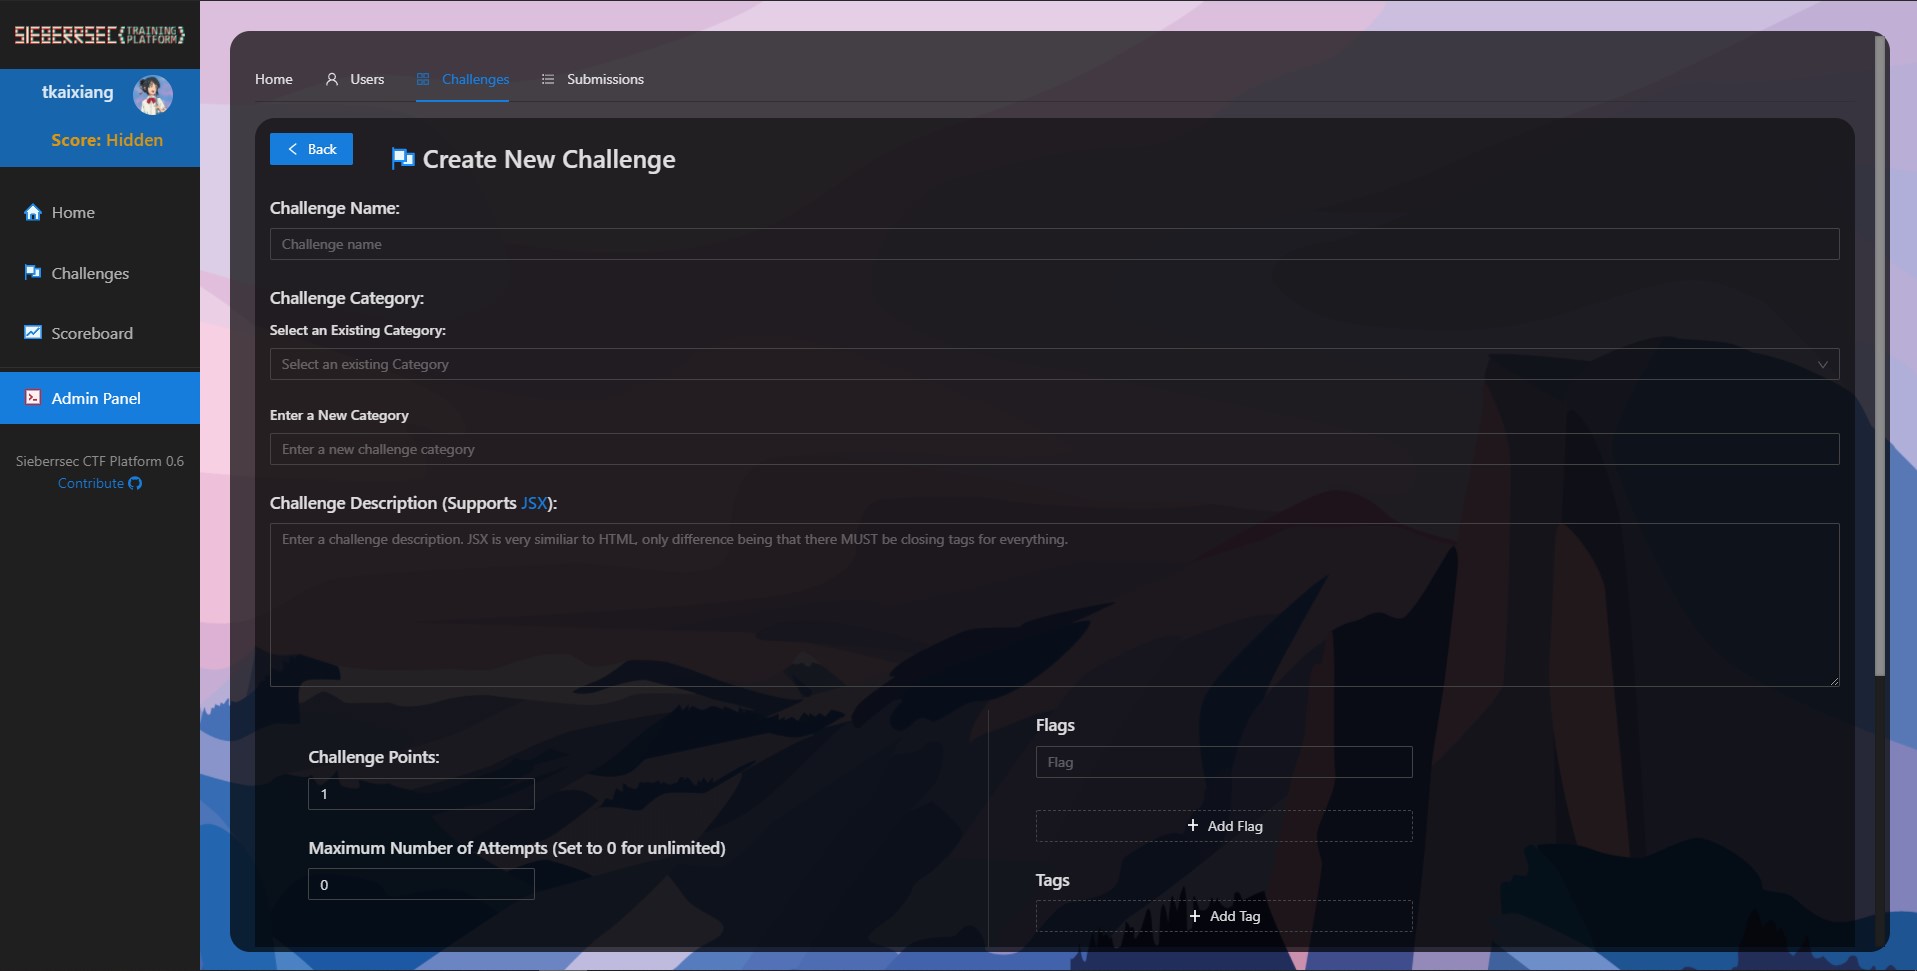 SIEBERRSEC{TRAINING PLATFORM}
tkaixiang
Score: Hidden
Home
Challenges
Scoreboard
Admin Panel
Sieberrsec CTF Platform 0.6
Contribute
Home Users Challenges Submissions
Back
Create New Challenge
Challenge Name:
Challenge name
Challenge Category:
Select an Existing Category:
Select an existing Category
Enter a New Category
Enter a new challenge category
Challenge Description (Supports JSX):
Enter a challenge description. JSX is very similiar to HTML, only difference being that there MUST be closing tags for everything.
Challenge Points:
1
Maximum Number of Attempts (Set to 0 for unlimited)
0
Flags
Flag
+ Add Flag
Tags
+ Add Tag